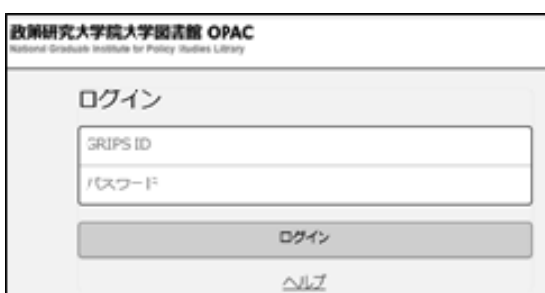 政策研究大学院大学図書館 OPAC
National Graduate Institute for Policy Studies Library
ログイン
GRIPS ID
パスワード
ログイン
ヘルプ